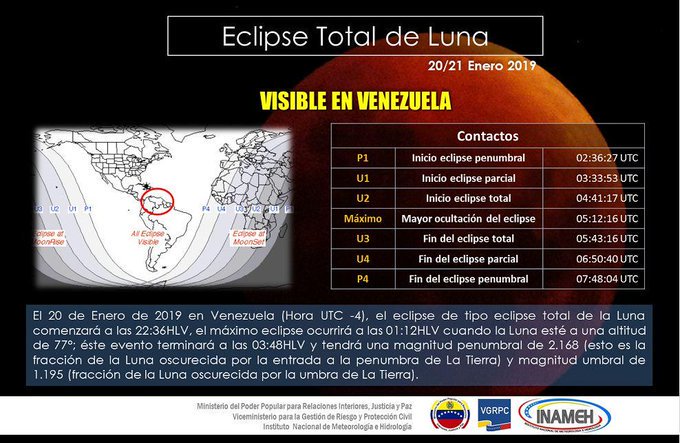 Eclipse Total de Luna
20/21 Enero 2019
VISIBLE EN VENEZUELA
Contactos
P1 Inicio eclipse penumbral 02:36:27 UTC
U1 Inicio eclipse parcial 03:33:53 UTC
U2 Inicio eclipse total 04:41:17 UTC
Máximo Mayor ocultación del eclipse 05:12:16 UTC
U3 Fin del eclipse total 05:43:16 UTC
U4 Fin del eclipse parcial 06:50:40 UTC
P4 Fin del eclipse penumbral 07:48:04 UTC
U3 U2 U1 P1 P4 U4 U3 U2 U1
Eclipse at All Eclipse Eclipse at
MoonRise Visible MoonSet
El 20 de Enero de 2019 en Venezuela (Hora UTC -4), el eclipse de tipo eclipse total de la Luna
comenzará a las 22:36HLV, el máximo eclipse ocurrirá a las 01:12HLV cuando la Luna esté a una altitud
de 77°; éste evento terminará a las 03:48HLV y tendrá una magnitud penumbral de 2.168 (esto es la
fracción de la Luna oscurecida por la entrada a la penumbra de La Tierra) y magnitud umbral de
1.195 (fracción de la Luna oscurecida por la umbra de La Tierra).
Ministerio del Poder Popular para Relaciones Interiores, Justicia y Paz
Viceministerio para la Gestión de Riesgo y Protección Civil
Instituto Nacional de Meteorología e Hidrología
VGRPC
INAMEH